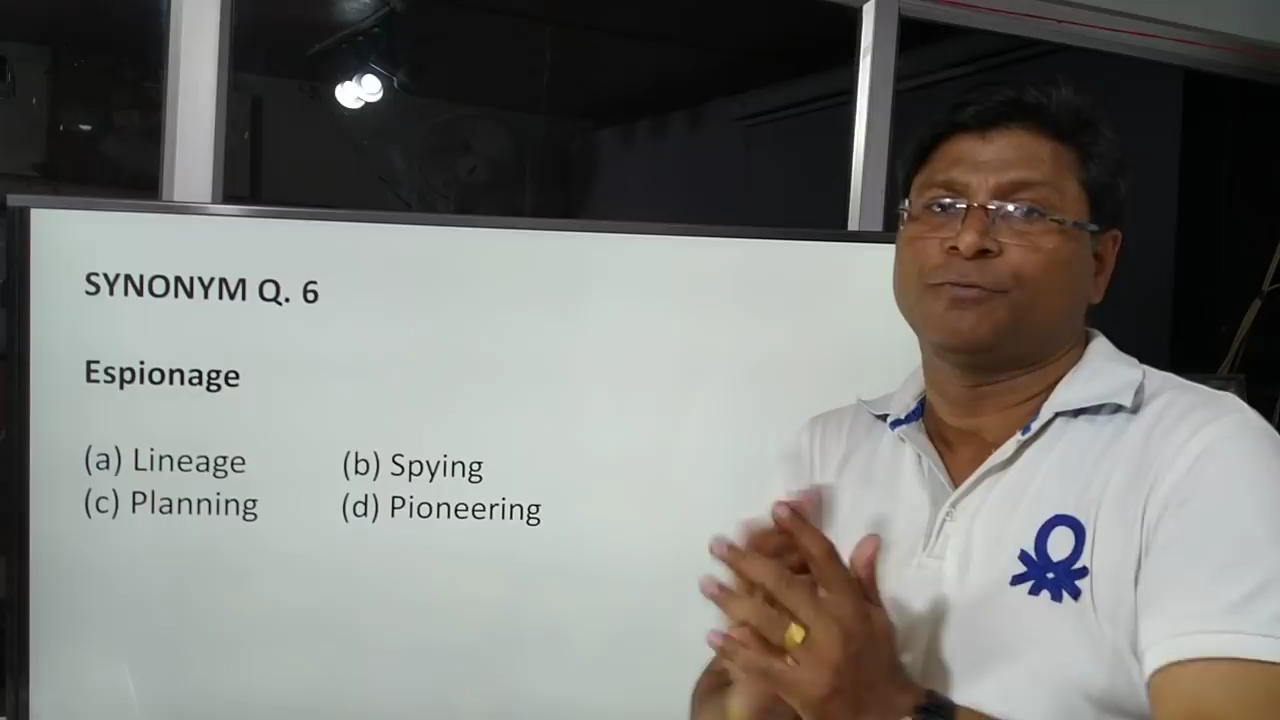 SYNONYM Q. 6
Espionage
(a) Lineage (b) Spying
(c) Planning (d) Pioneering